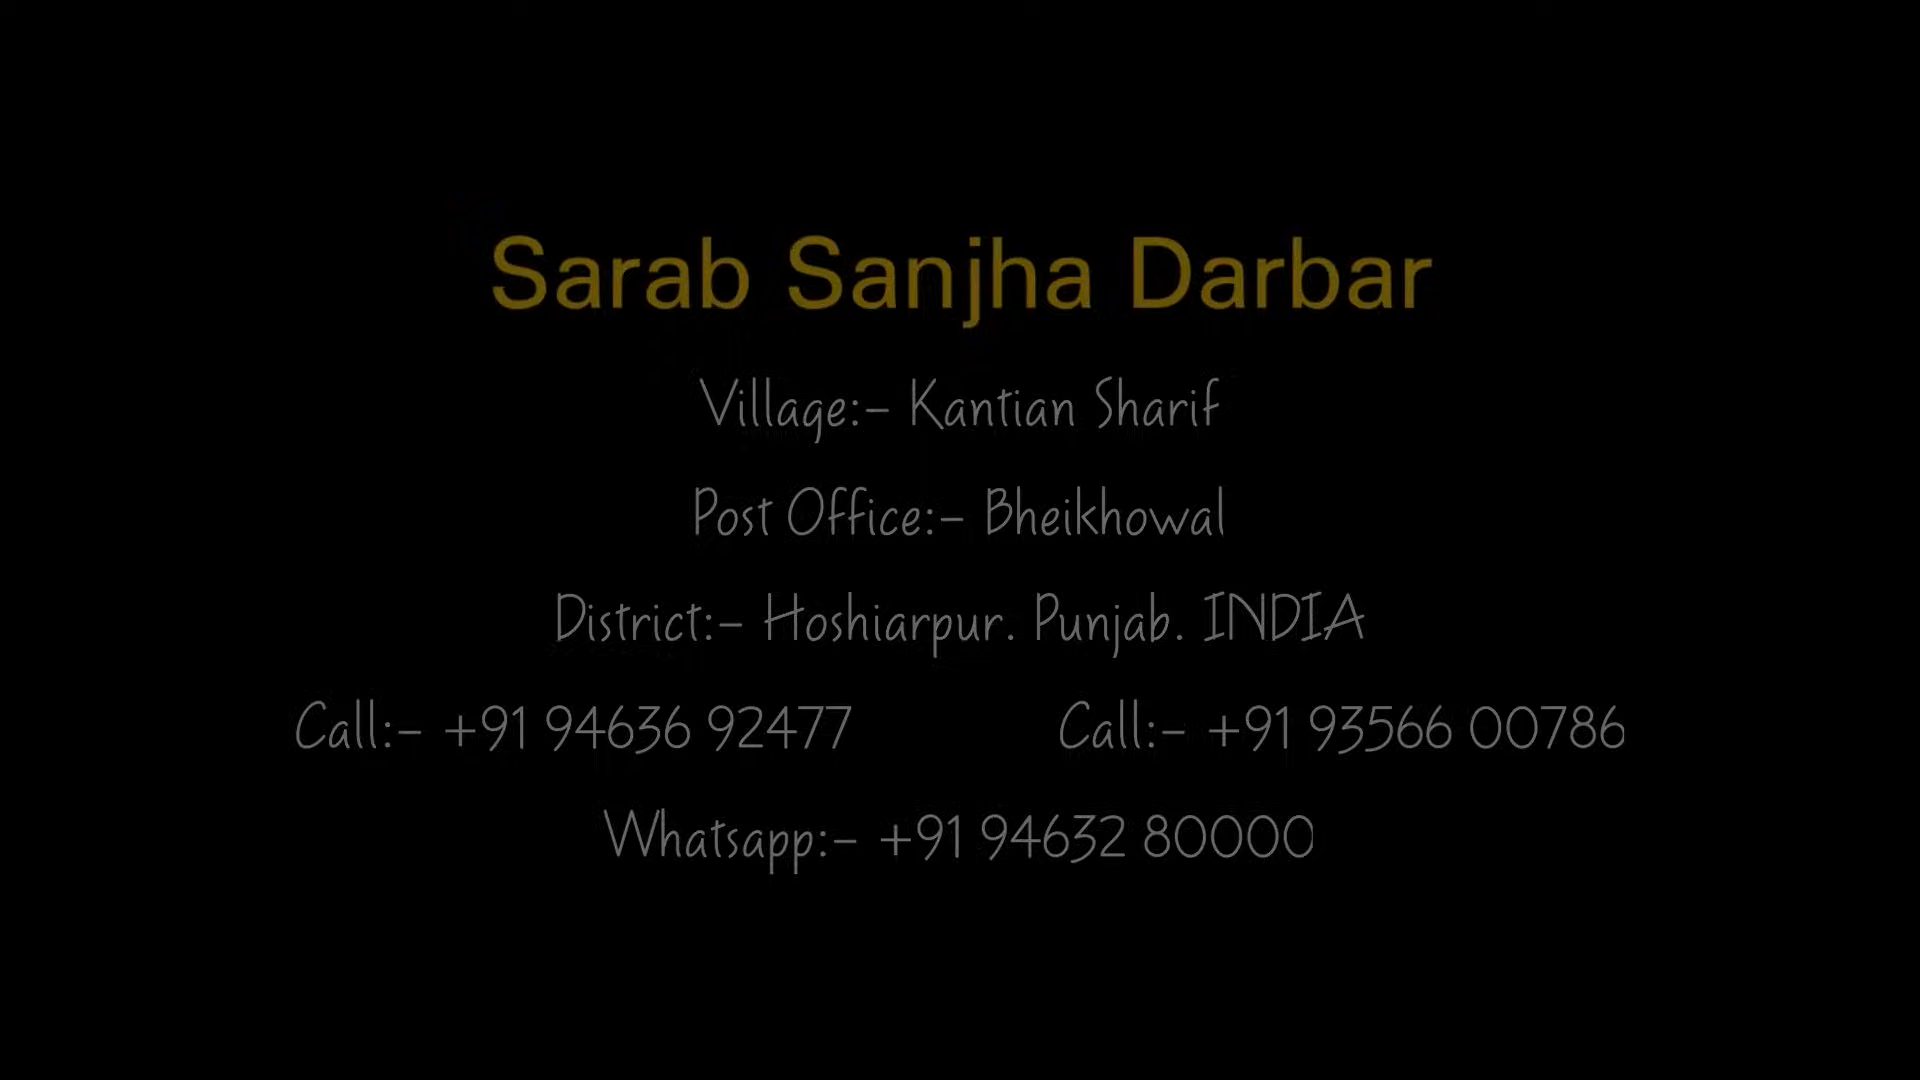 Sarab Sanjha Darbar
Village:- Kantian Sharif
Post Office:- Bheikhowal
District:- Hoshiarpur. Punjab. INDIA
Call:- +91 94636 92477 Call:- +91 93566 00786
Whatsapp:- +91 94632 80000